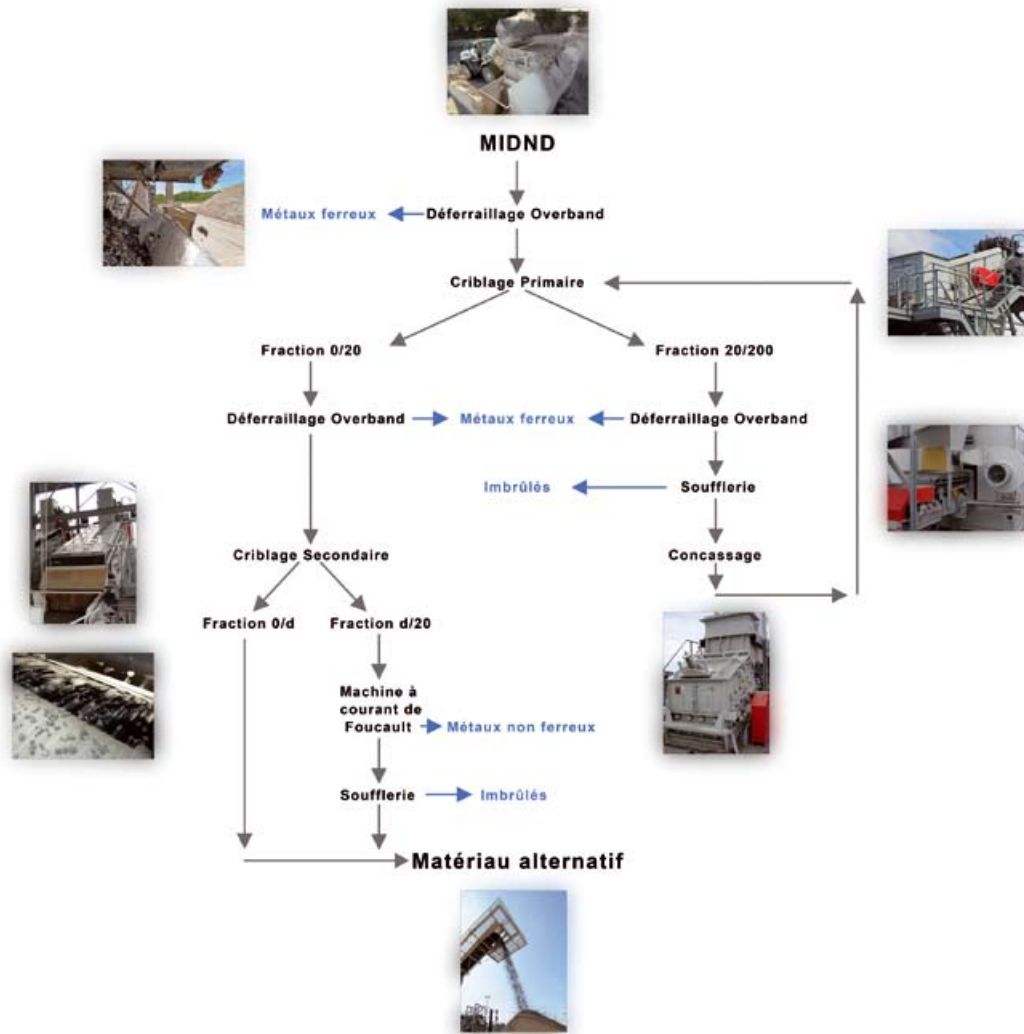 MIDND
Métaux ferreux
Déferraillage Overband
Criblage Primaire
Fraction 0/20
Fraction 20/200
Déferraillage Overband
Métaux ferreux
Déferraillage Overband
Imbrûlés
Soufflerie
Criblage Secondaire
Concassage
Fraction 0/d
Fraction d/20
Machine à
courant de
Foucault
Métaux non ferreux
Soufflerie
Imbrûlés
Matériau alternatif